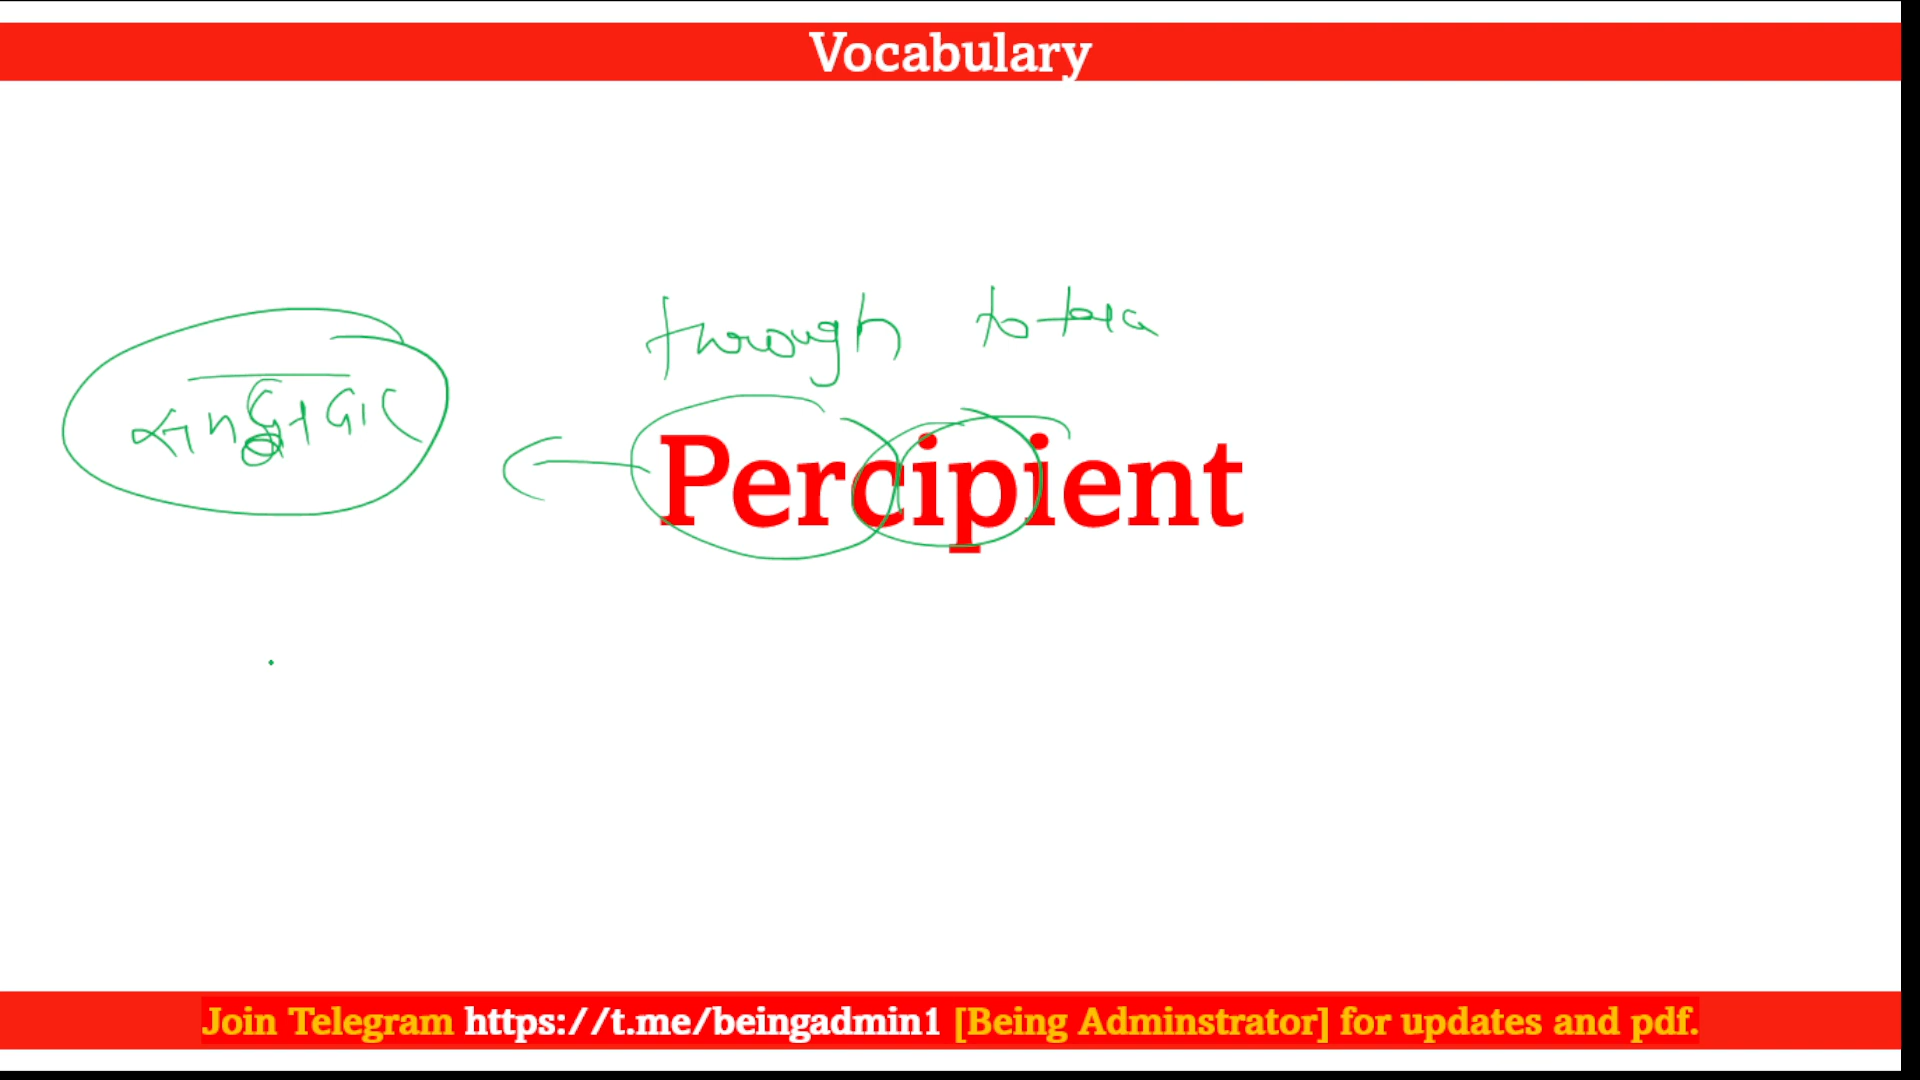 Vocabulary
through
Percipient
Join Telegram https://t.me/beingadmin1 [Being Adminstrator] for updates and pdf.